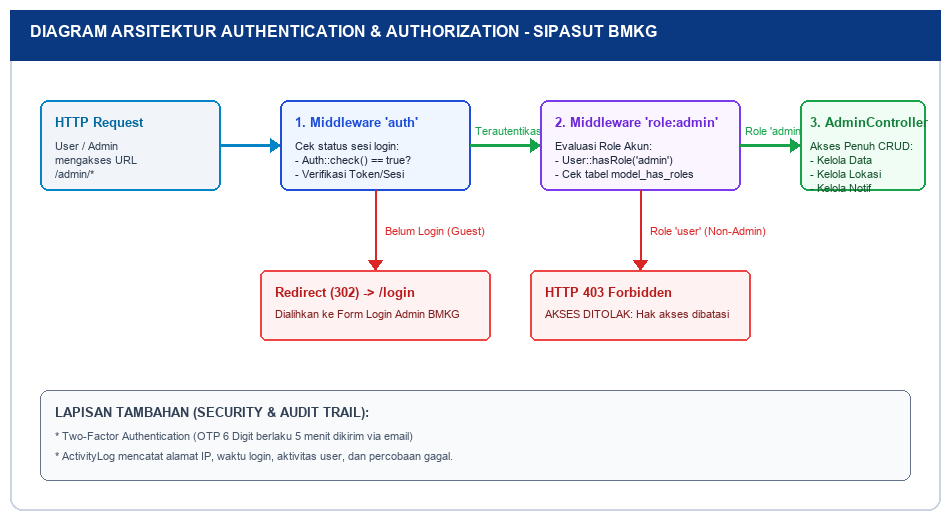 DIAGRAM ARSITEKTUR AUTHENTICATION & AUTHORIZATION - SIPASUT BMKG
HTTP Request
User / Admin
mengakses URL
/admin/*
1. Middleware 'auth'
Cek status sesi login:
- Auth::check() == true?
- Verifikasi Token/Sesi
Terautentikas
2. Middleware 'role:admin'
Evaluasi Role Akun:
- User::hasRole('admin')
- Cek tabel model_has_roles
Role 'admin
3. AdminController
Akses Penuh CRUD:
- Kelola Data
- Kelola Lokasi
- Kelola Notif
Belum Login (Guest)
Role 'user' (Non-Admin)
Redirect (302) -> /login
Dialihkan ke Form Login Admin BMKG
HTTP 403 Forbidden
AKSES DITOLAK: Hak akses dibatasi
LAPISAN TAMBAHAN (SECURITY & AUDIT TRAIL):
* Two-Factor Authentication (OTP 6 Digit berlaku 5 menit dikirim via email)
* ActivityLog mencatat alamat IP, waktu login, aktivitas user, dan percobaan gagal.